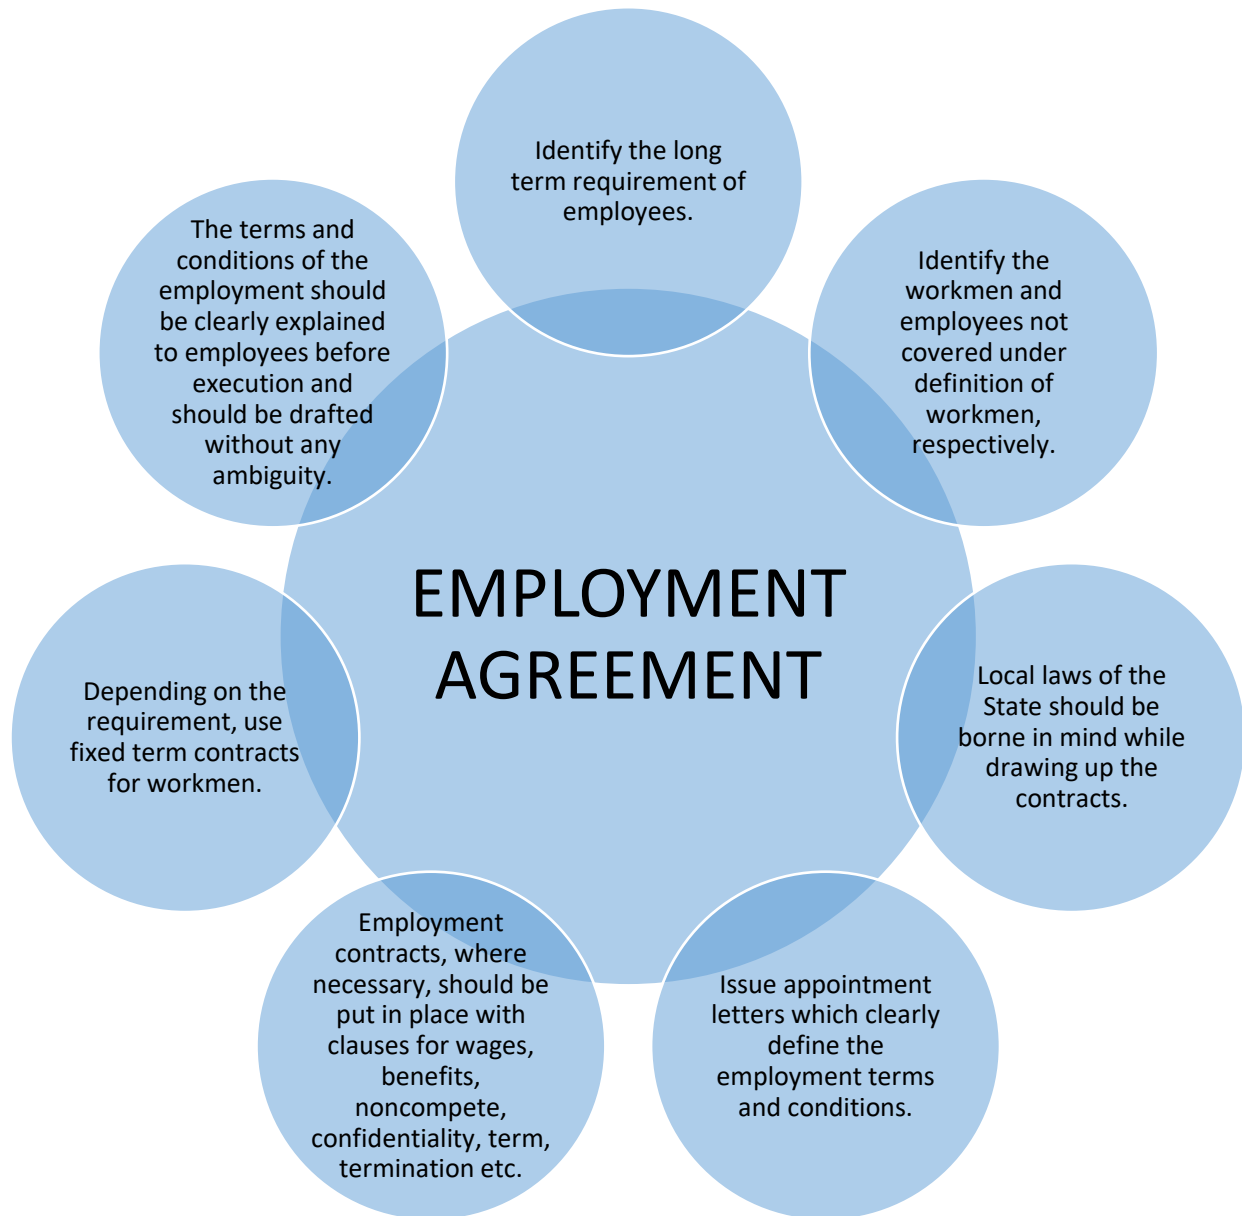 Identify the long
term requirement of
employees.
Identify the
workmen and
employees not
covered under
definition of
workmen,
respectively.
Local laws of the
State should be
borne in mind while
drawing up the
contracts.
Issue appointment
letters which clearly
define the
employment terms
and conditions.
Employment
contracts, where
necessary, should be
put in place with
clauses for wages,
benefits,
noncompete,
confidentiality, term,
termination etc.
Depending on the
requirement, use
fixed term contracts
for workmen.
The terms and
conditions of the
employment should
be clearly explained
to employees before
execution and
should be drafted
without any
ambiguity.
EMPLOYMENT
AGREEMENT